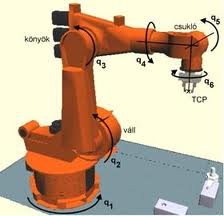 csukló
q₅
könyök
q₃
q₄
q₆
TCP
váll
q₂
q₁